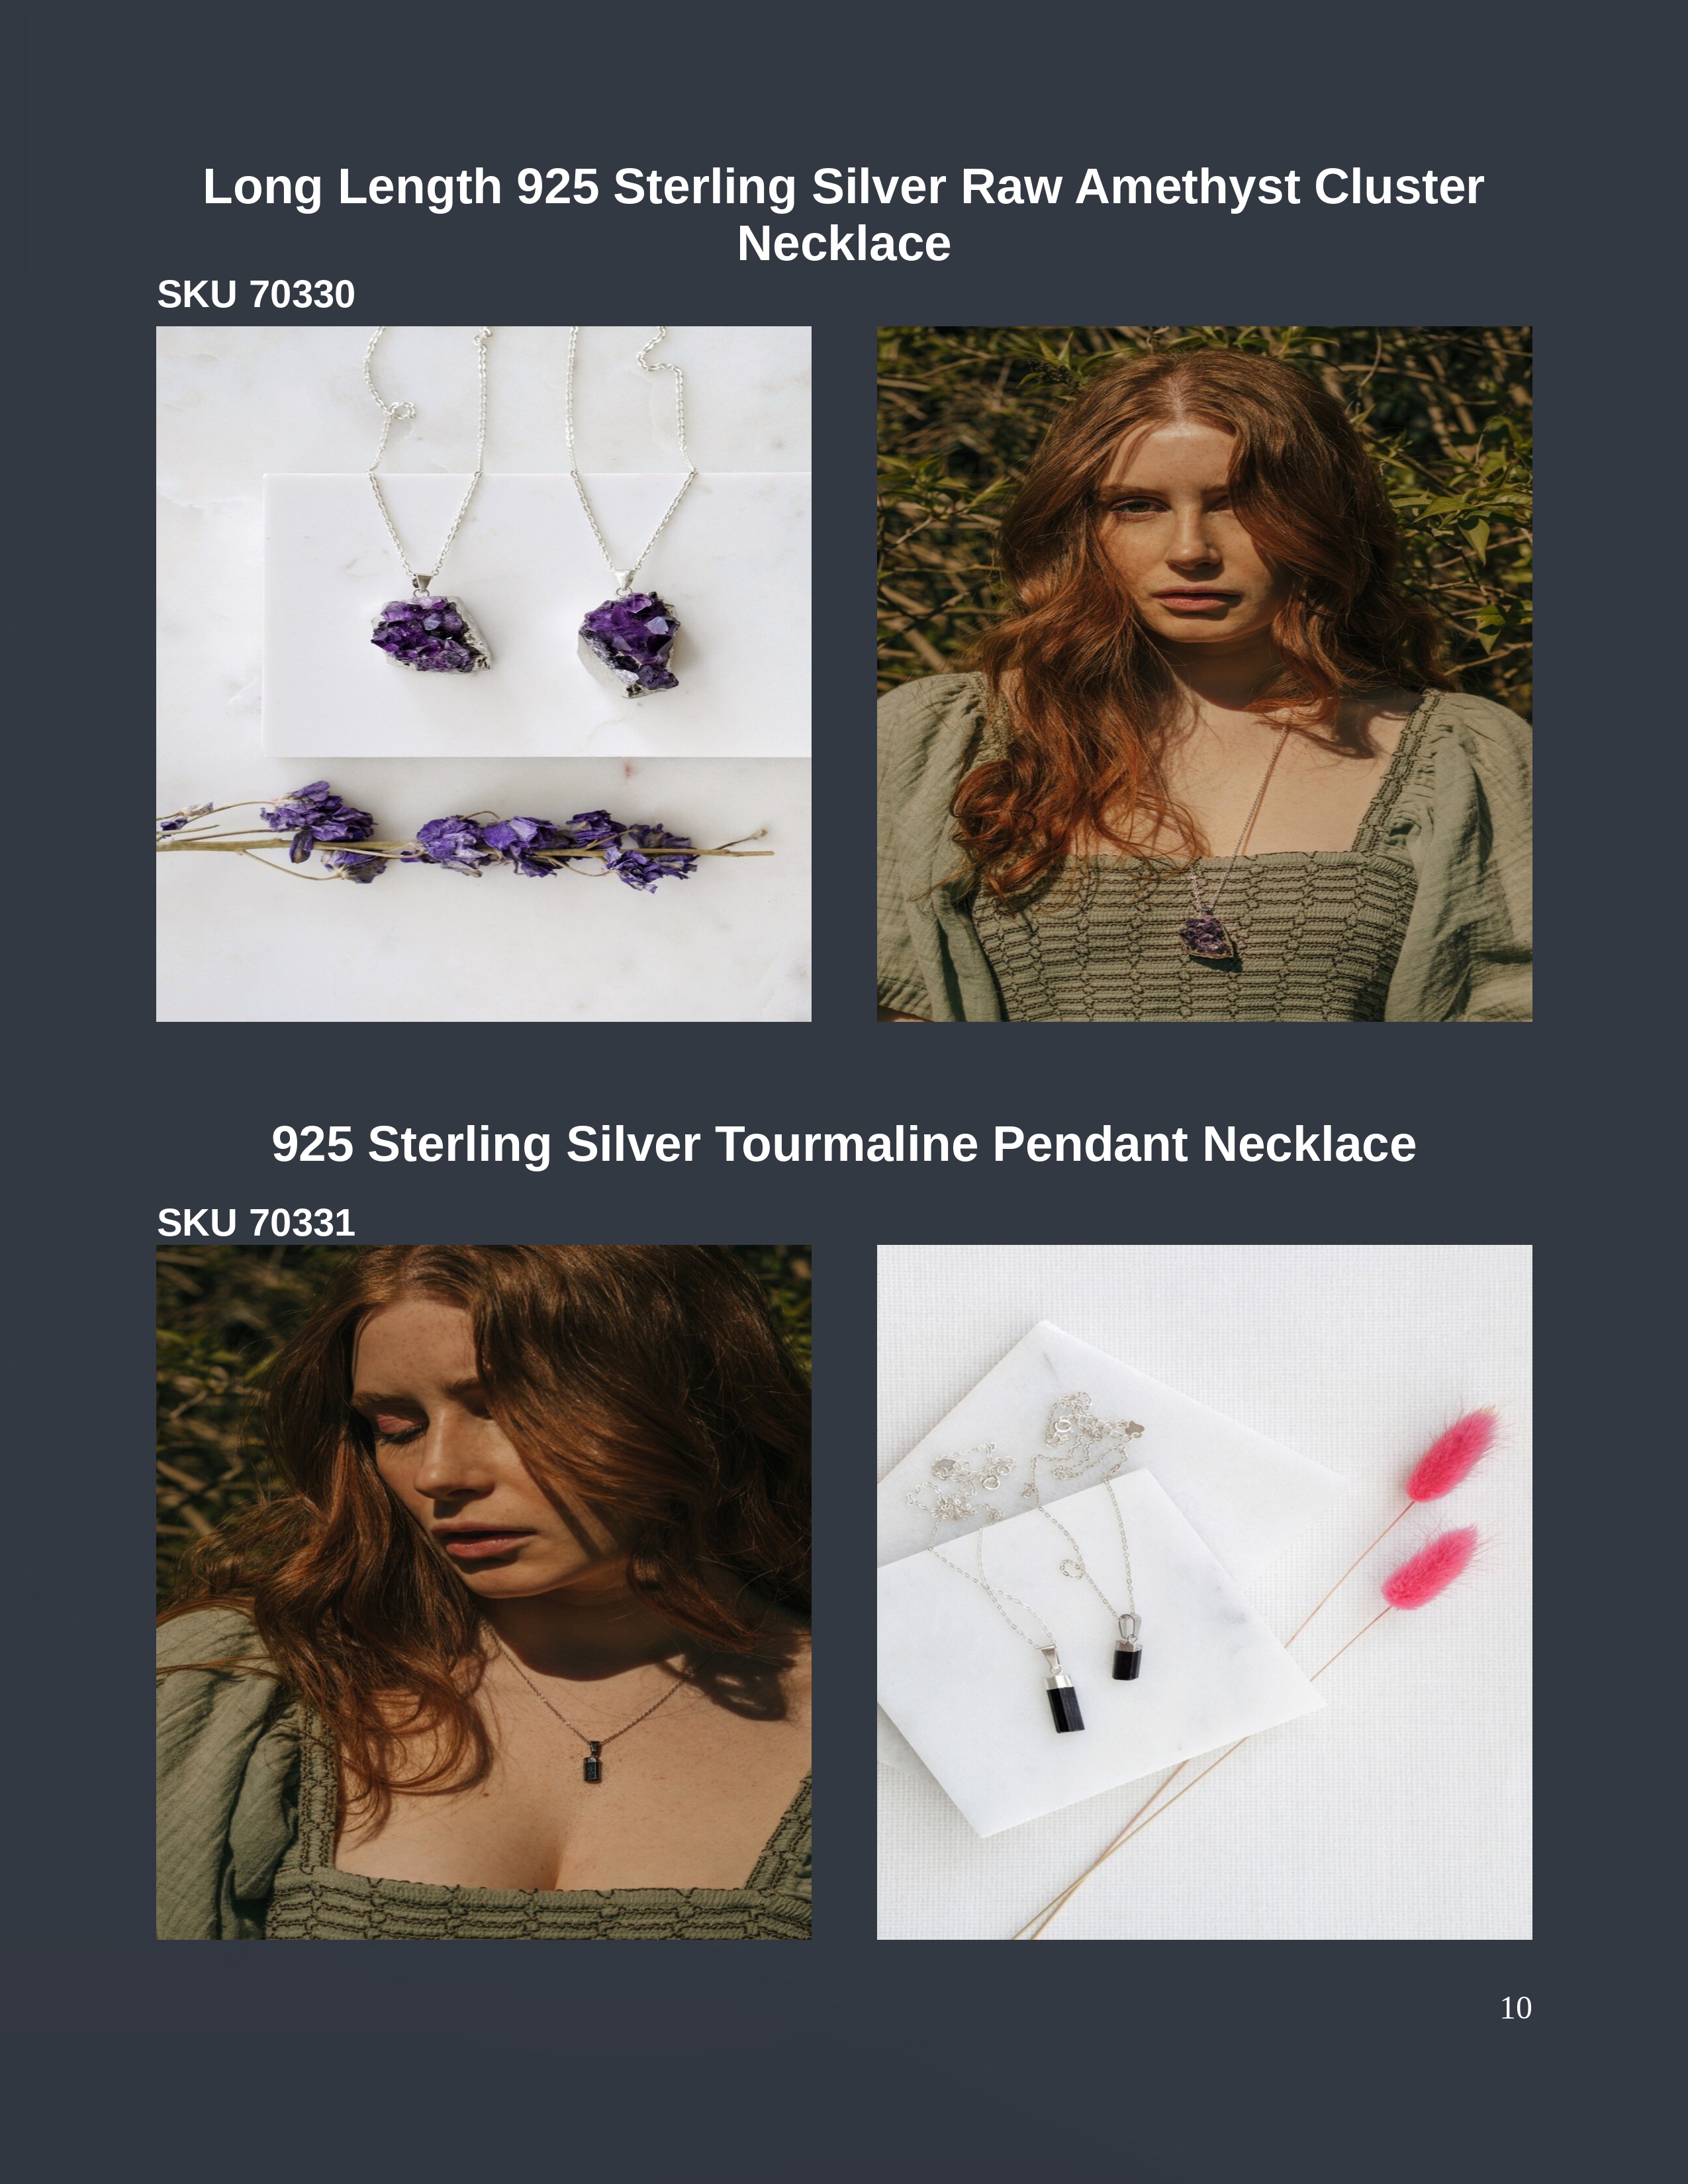 Long Length 925 Sterling Silver Raw Amethyst Cluster
Necklace
SKU 70330
925 Sterling Silver Tourmaline Pendant Necklace
SKU 70331
10